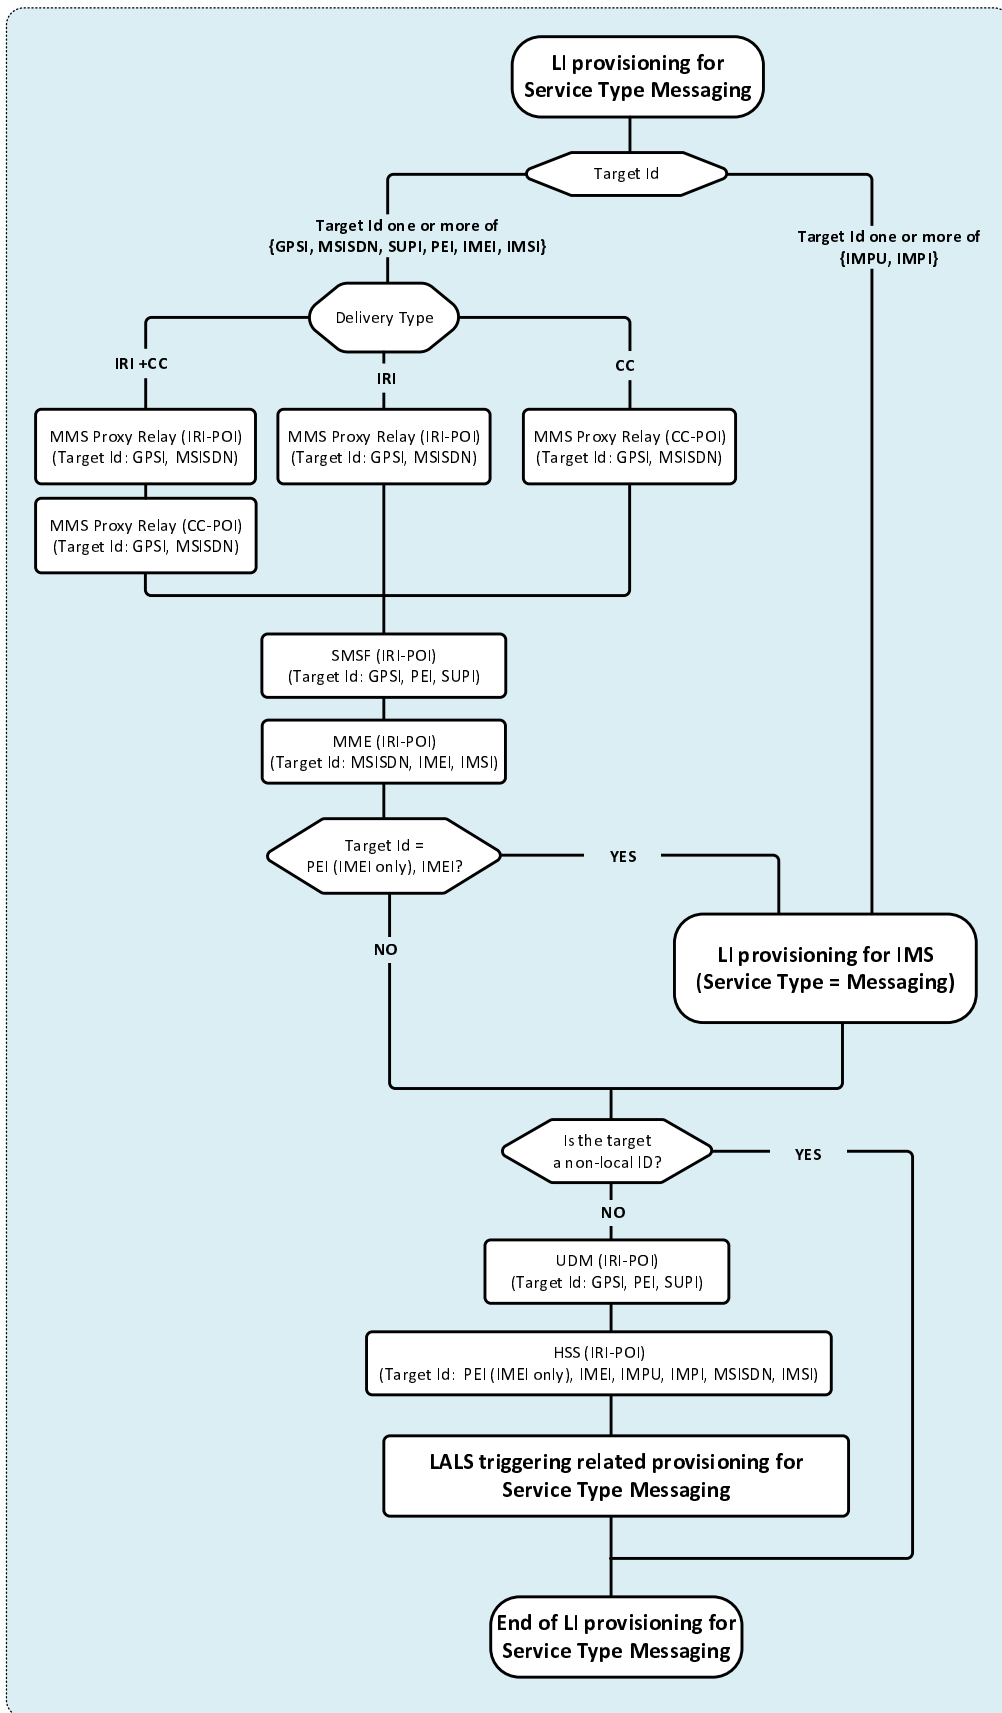 LI provisioning for
Service Type Messaging
Target Id
Target Id one or more of
{GPSI, MSISDN, SUPI, PEI, IMEI, IMSI}
Target Id one or more of
{IMPU, IMPI}
Delivery Type
IRI +CC
IRI
CC
MMS Proxy Relay (IRI-POI)
(Target Id: GPSI, MSISDN)
MMS Proxy Relay (IRI-POI)
(Target Id: GPSI, MSISDN)
MMS Proxy Relay (CC-POI)
(Target Id: GPSI, MSISDN)
MMS Proxy Relay (CC-POI)
(Target Id: GPSI, MSISDN)
SMSF (IRI-POI)
(Target Id: GPSI, PEI, SUPI)
MME (IRI-POI)
(Target Id: MSISDN, IMEI, IMSI)
Target Id =
PEI (IMEI only), IMEI?
YES
NO
LI provisioning for IMS
(Service Type = Messaging)
Is the target
a non-local ID?
YES
NO
UDM (IRI-POI)
(Target Id: GPSI, PEI, SUPI)
HSS (IRI-POI)
(Target Id: PEI (IMEI only), IMEI, IMPU, IMPI, MSISDN, IMSI)
LALS triggering related provisioning for
Service Type Messaging
End of LI provisioning for
Service Type Messaging